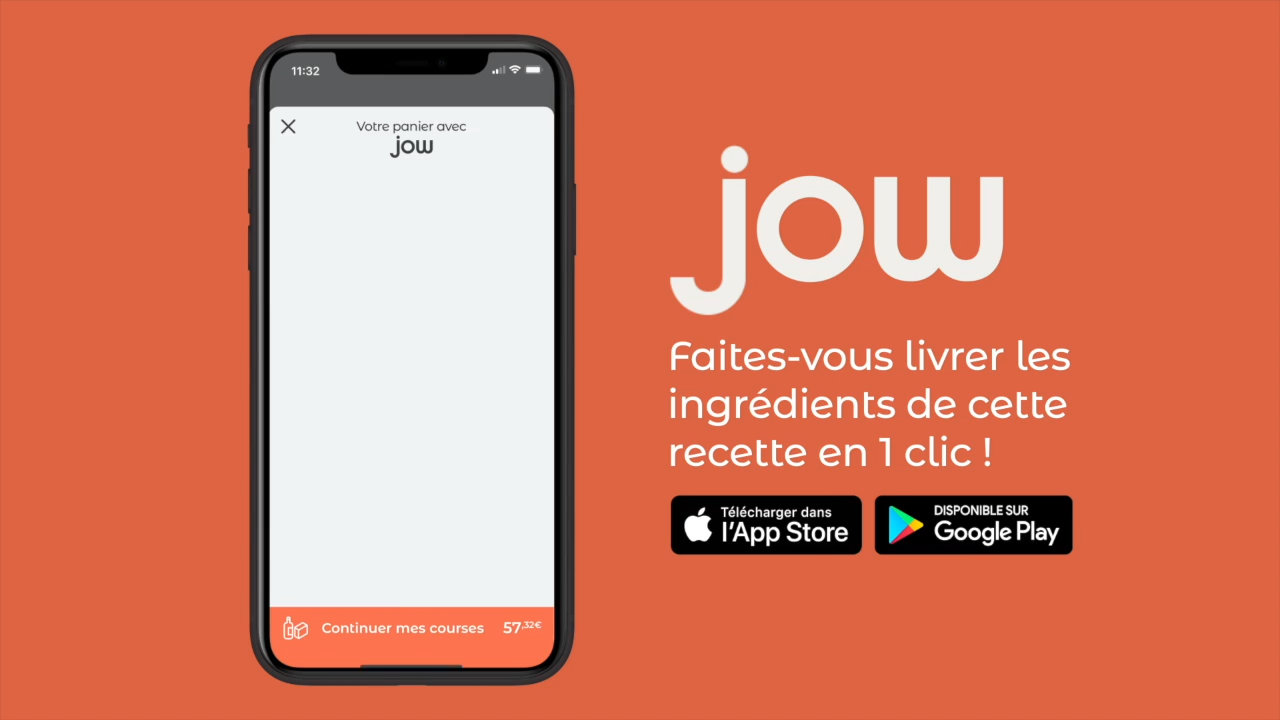 11:32
Votre panier avec
jow
Continuer mes courses 57,32€
jow
Faites-vous livrer les
ingrédients de cette
recette en 1 clic !
Télécharger dans
l'App Store
DISPONIBLE SUR
Google Play